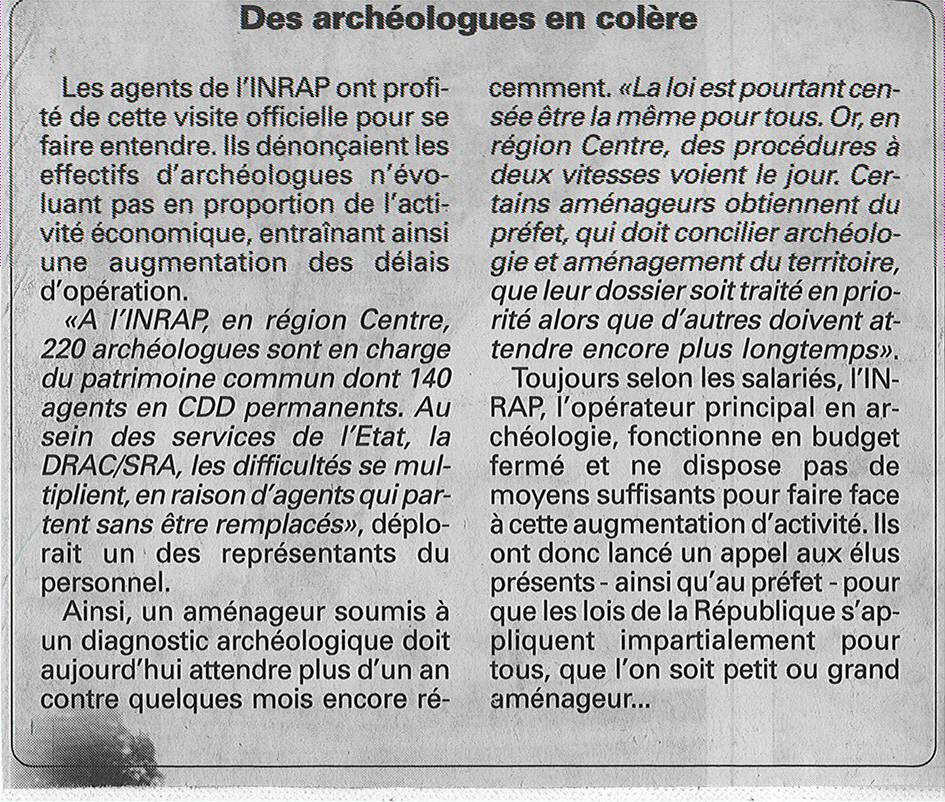 Des archéologues en colère
Les agents de l'INRAP ont profi-
té de cette visite officielle pour se
faire entendre. Ils dénonçaient les
effectifs d'archéologues n'évo-
luant pas en proportion de l'acti-
vité économique, entraînant ainsi
une augmentation des délais
d'opération.
«A l'INRAP, en région Centre,
220 archéologues sont en charge
du patrimoine commun dont 140
agents en CDD permanents. Au
sein des services de l'Etat, la
DRAC/SRA, les difficultés se mul-
tiplient, en raison d'agents qui par-
tent sans être remplacés», déplo-
rait un des représentants du
personnel.
Ainsi, un aménageur soumis à
un diagnostic archéologique doit
aujourd'hui attendre plus d'un an
contre quelques mois encore ré-
cemment. «La loi est pourtant cen-
sée être la même pour tous. Or, en
région Centre, des procédures à
deux vitesses voient le jour. Cer-
tains aménageurs obtiennent du
préfet, qui doit concilier archéolo-
gie et aménagement du territoire,
que leur dossier soit traité en prio-
rité alors que d'autres doivent at-
tendre encore plus longtemps».
Toujours selon les salariés, l'IN-
RAP, l'opérateur principal en ar-
chéologie, fonctionne en budget
fermé et ne dispose pas de
moyens suffisants pour faire face
à cette augmentation d'activité. Ils
ont donc lancé un appel aux élus
présents - ainsi qu'au préfet - pour
que les lois de la République s'ap-
pliquent impartialement pour
tous, que l'on soit petit ou grand
aménageur...